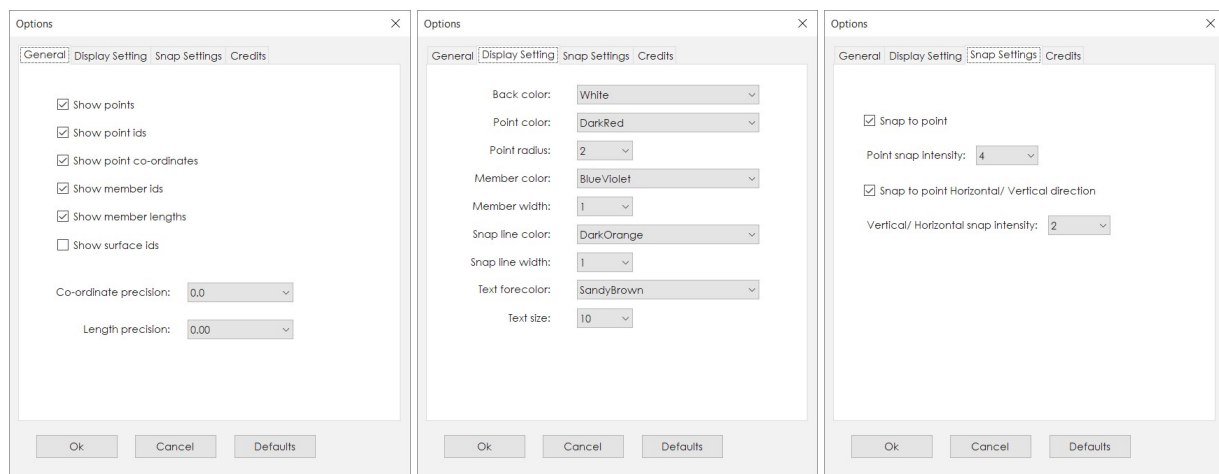 Options
General Display Setting Snap Settings Credits
Show points
Show point ids
Show point co-ordinates
Show member ids
Show member lengths
Show surface ids
Co-ordinate precision: 0.0
Length precision: 0.00
Ok Cancel Defaults
Options
General Display Setting Snap Settings Credits
Back color: White
Point color: DarkRed
Point radius: 2
Member color: BlueViolet
Member width: 1
Snap line color: DarkOrange
Snap line width: 1
Text forecolor: SandyBrown
Text size: 10
Ok Cancel Defaults
Options
General Display Setting Snap Settings Credits
Snap to point
Point snap intensity: 4
Snap to point Horizontal/ Vertical direction
Vertical/ Horizontal snap intensity: 2
Ok Cancel Defaults